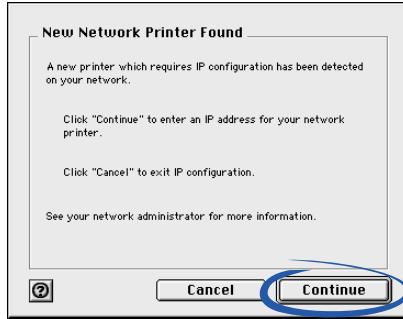 New Network Printer Found
A new printer which requires IP configuration has been detected
on your network.
Click "Continue" to enter an IP address for your network
printer.
Click "Cancel" to exit IP configuration.
See your network administrator for more information.
?
Cancel
Continue